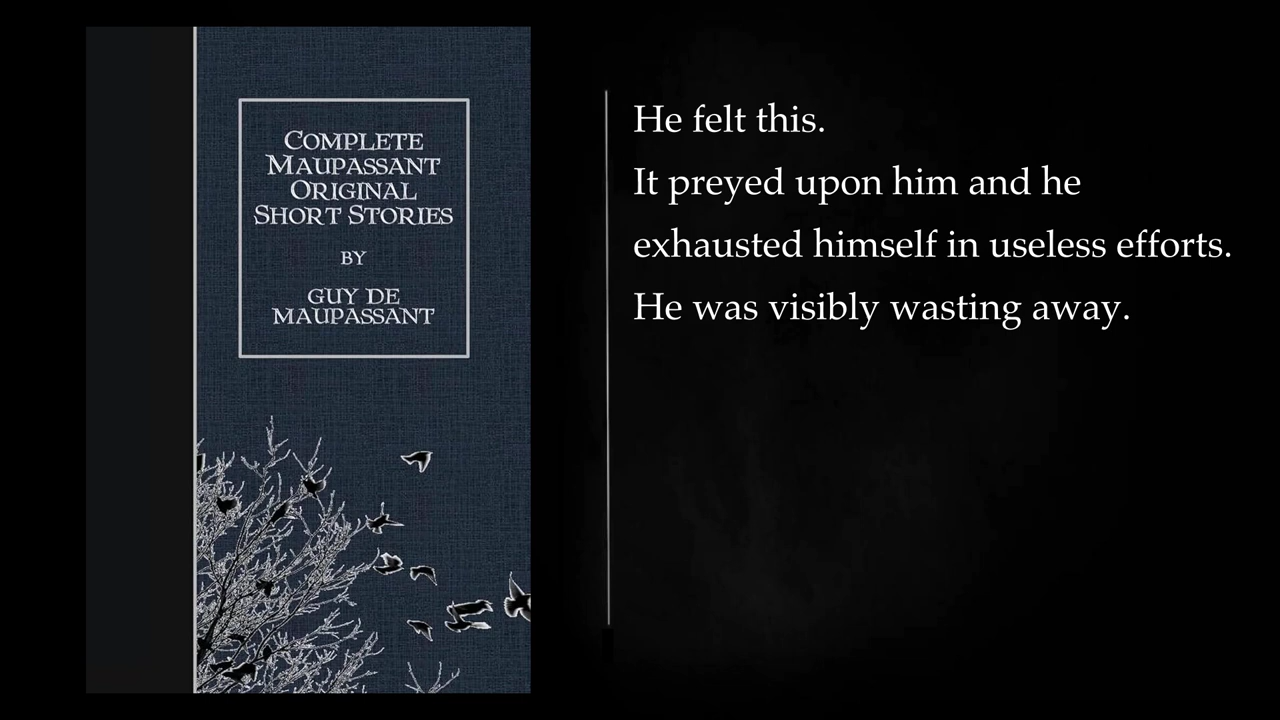 COMPLETE
MAUPASSANT
ORIGINAL
SHORT STORIES
BY
GUY DE
MAUPASSANT
He felt this.
It preyed upon him and he
exhausted himself in useless efforts.
He was visibly wasting away.